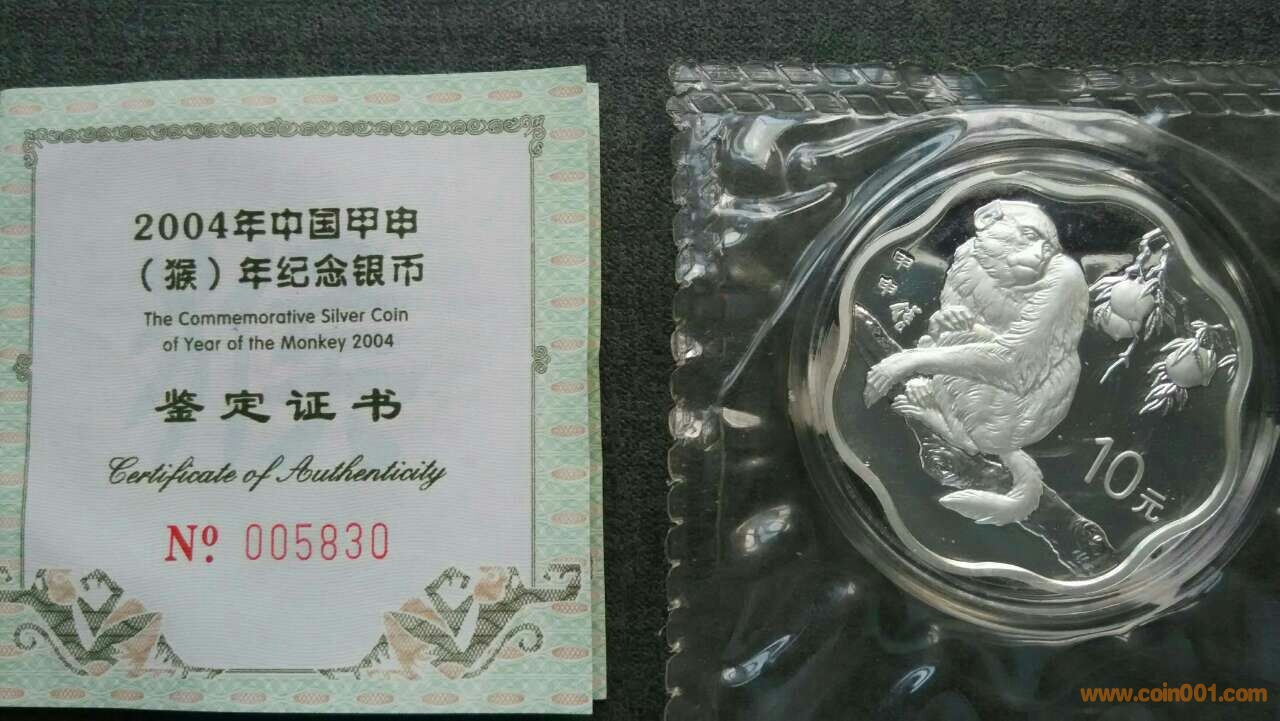 2004年中国甲申
（猴）年纪念银币
The Commemorative Silver Coin
of Year of the Monkey 2004
鉴定证书
Certificate of Authenticity
Nº 005830
甲
申
10元
www.coin001.com